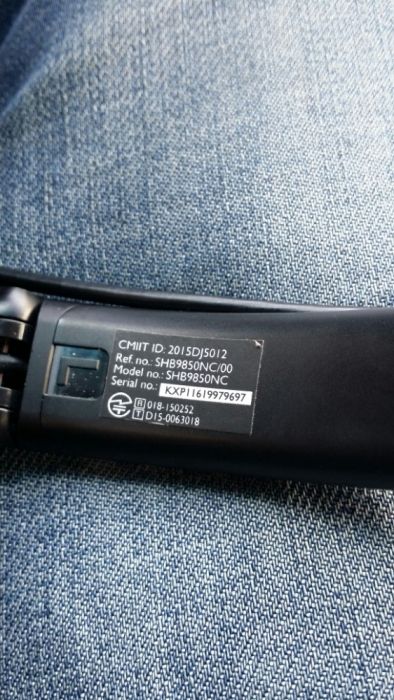 CMIIT ID: 2015DJ5012
Ref. no.: SHB9850NC/00
Model no.: SHB9850NC
Serial no.: KXP11619979697
R 018-150252
T D15-0063018
L